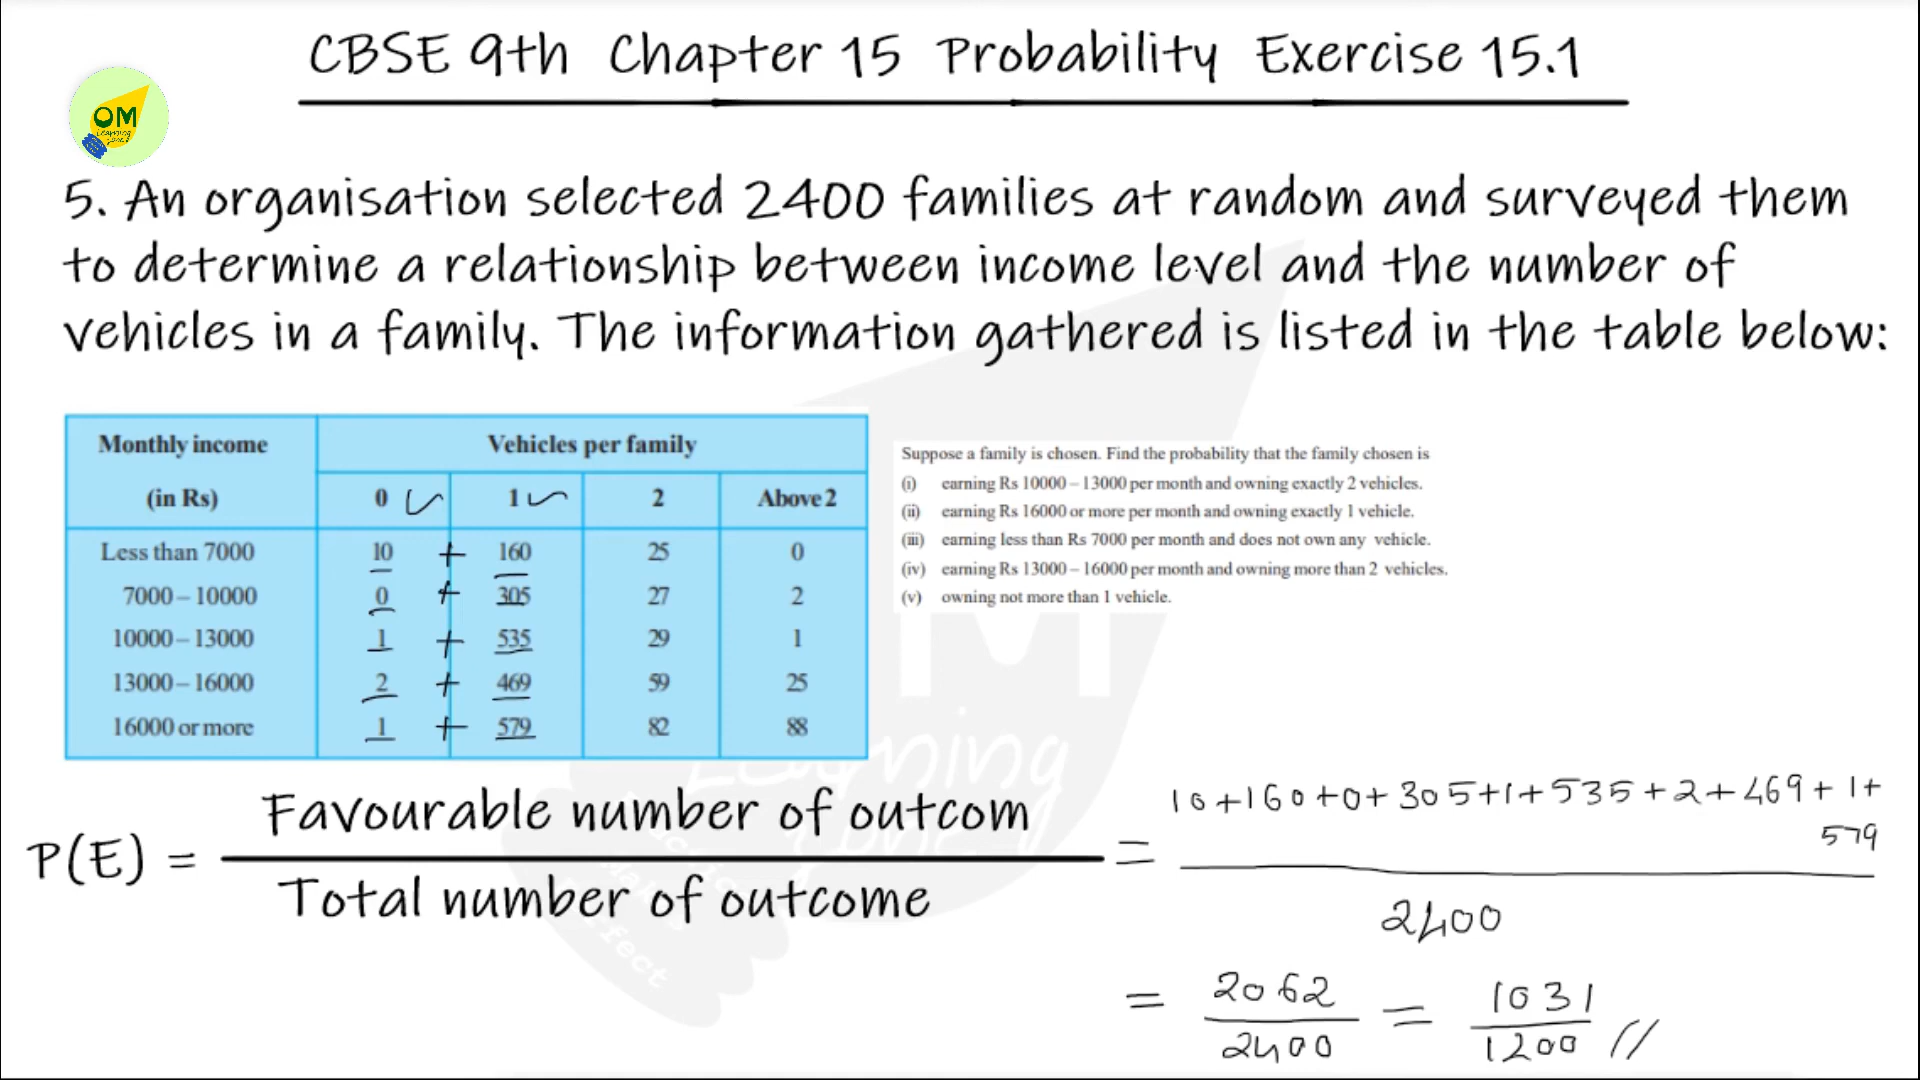 CBSE 9th Chapter 15 Probability Exercise 15.1
OM
Learning
Zone
5. An organisation selected 2400 families at random and surveyed them
to determine a relationship between income level and the number of
vehicles in a family. The information gathered is listed in the table below:
Monthly income Vehicles per family
(in Rs) 0 1 2 Above 2
Less than 7000 10 + 160 25 0
7000 – 10000 0 + 305 27 2
10000 – 13000 1 + 535 29 1
13000 – 16000 2 + 469 59 25
16000 or more 1 + 579 82 88
Suppose a family is chosen. Find the probability that the family chosen is
(i) earning Rs 10000 – 13000 per month and owning exactly 2 vehicles.
(ii) earning Rs 16000 or more per month and owning exactly 1 vehicle.
(iii) earning less than Rs 7000 per month and does not own any vehicle.
(iv) earning Rs 13000 – 16000 per month and owning more than 2 vehicles.
(v) owning not more than 1 vehicle.
P(E) = Favourable number of outcom
Total number of outcome
= 10+160+0+305+1+535+2+469+1+
579
2400
= 2062 = 1031 //
2400 1200